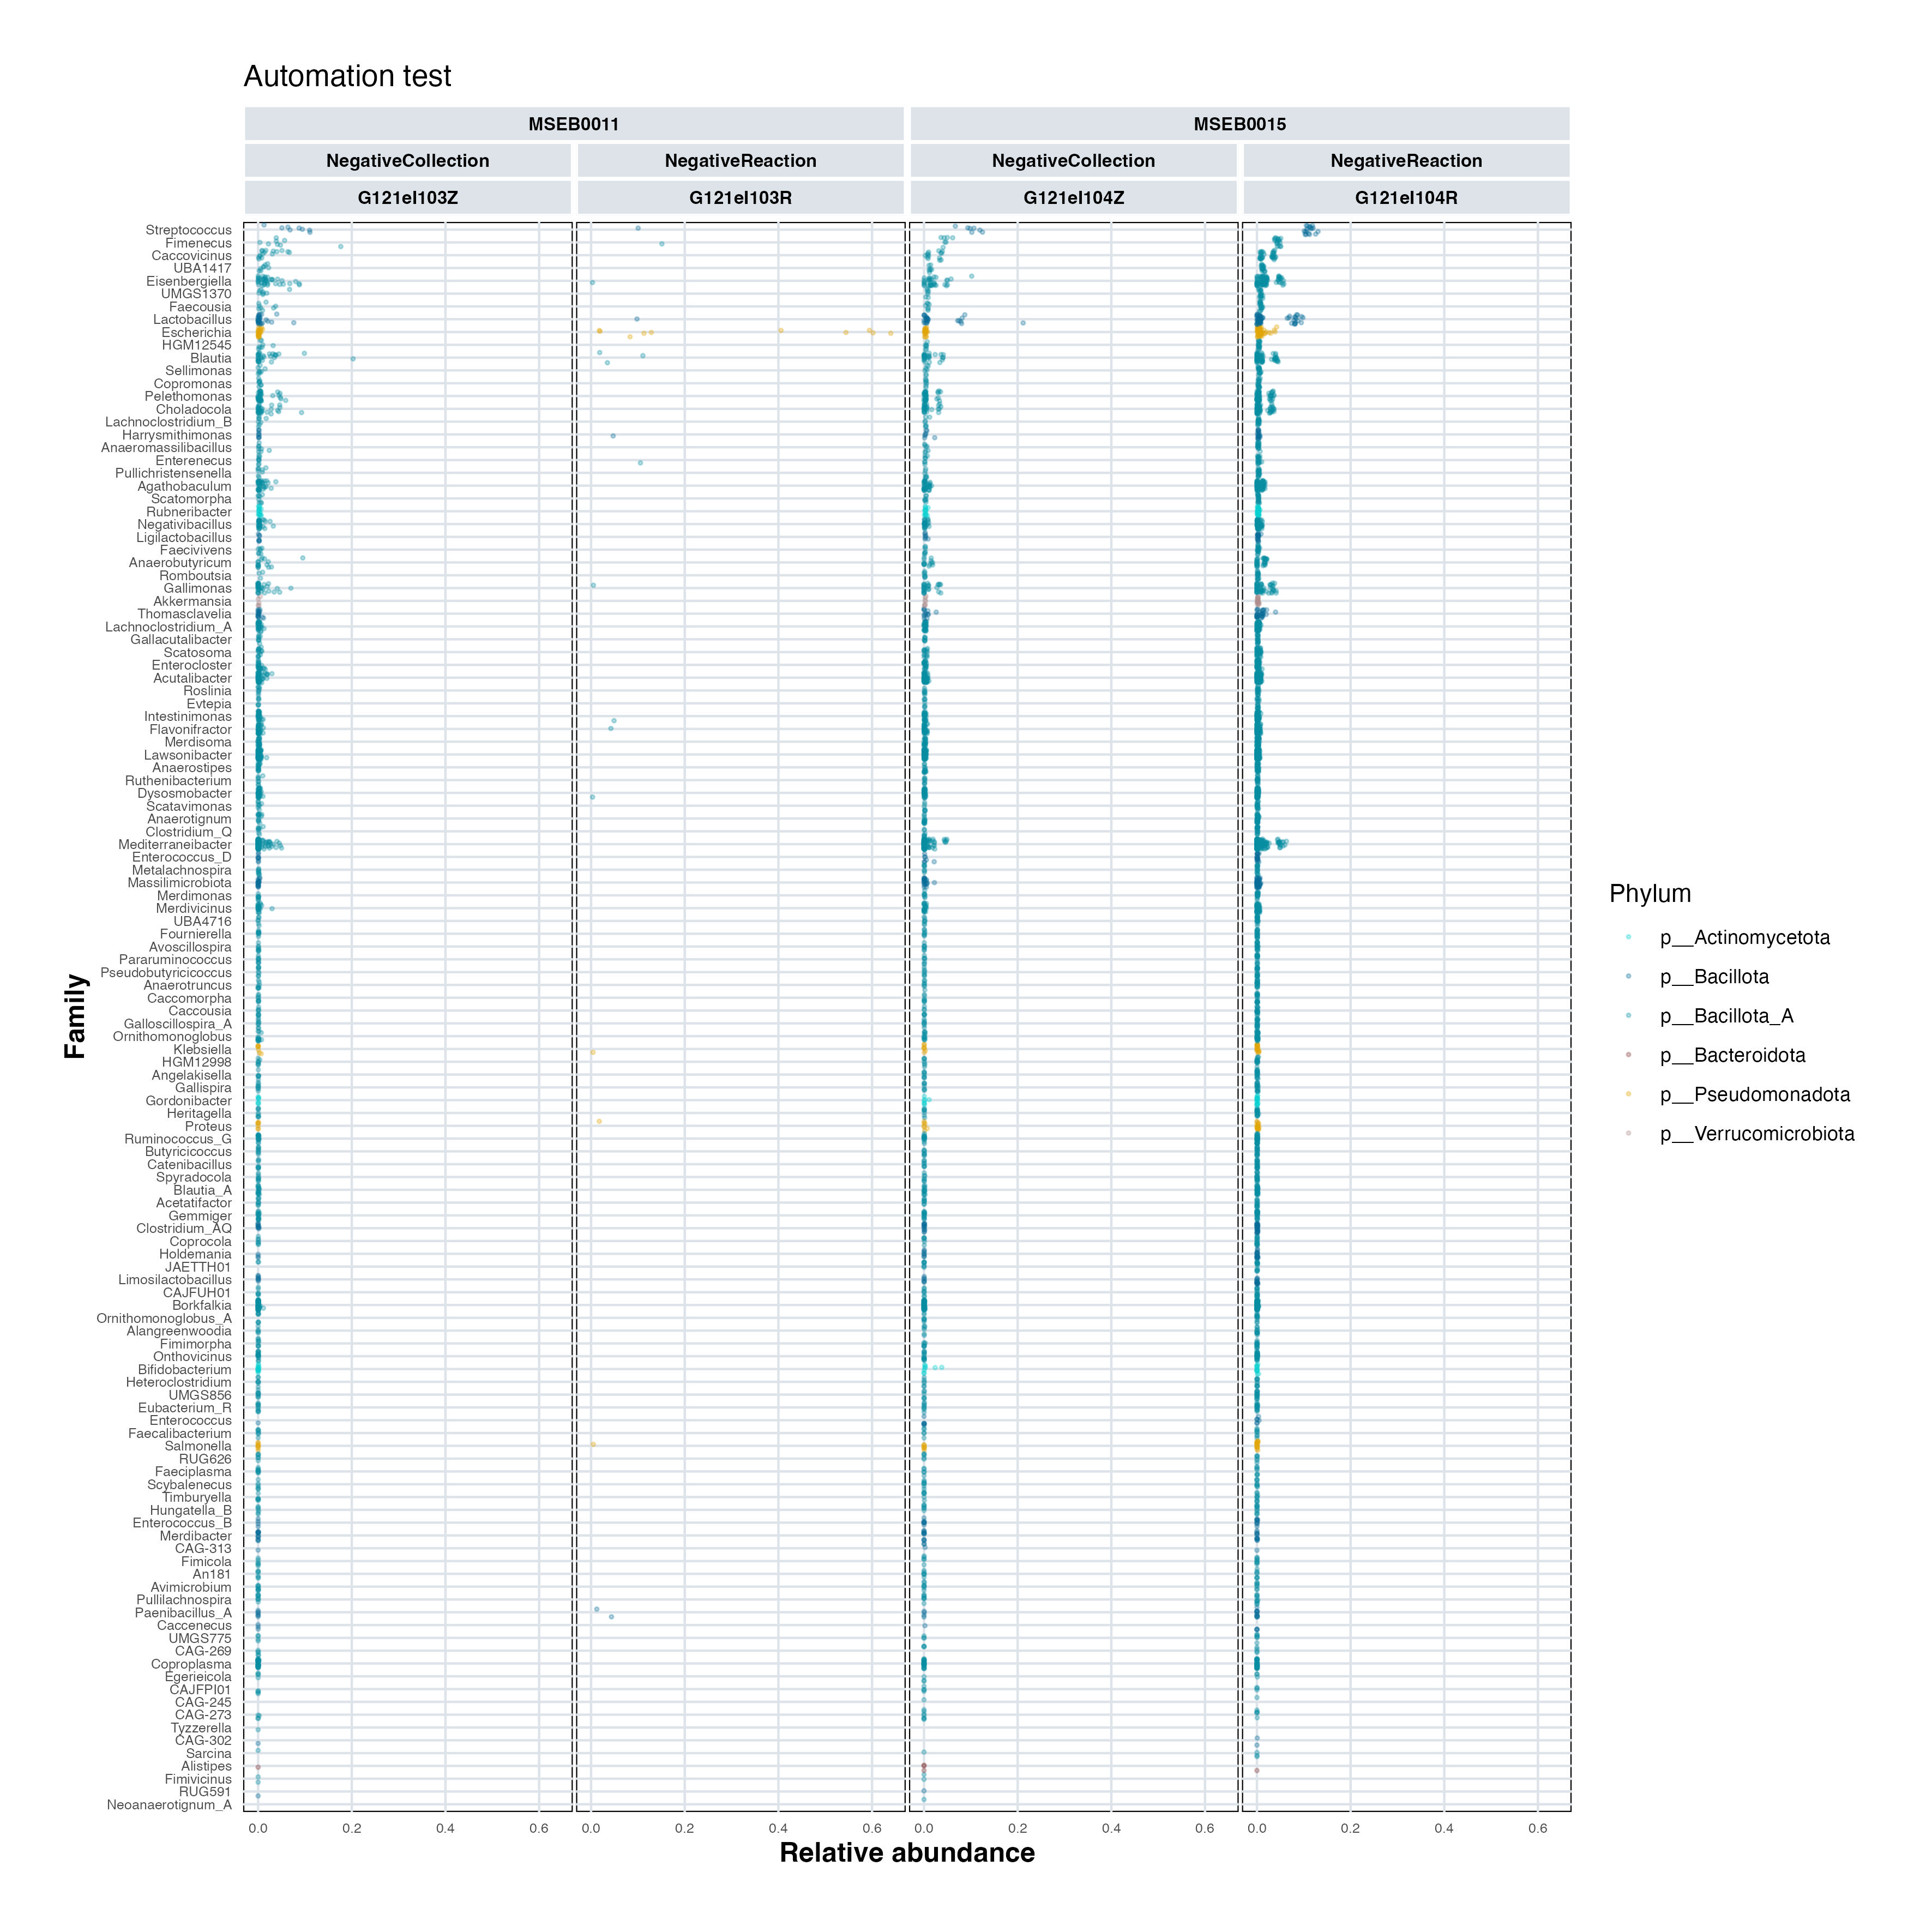 Automation test
MSEB0011 MSEB0015
NegativeCollection NegativeReaction NegativeCollection NegativeReaction
G121eI103Z G121eI103R G121eI104Z G121eI104R
Streptococcus
Fimenecus
Caccovicinus
UBA1417
Eisenbergiella
UMGS1370
Faecousia
Lactobacillus
Escherichia
HGM12545
Blautia
Sellimonas
Copromonas
Pelethomonas
Choladocola
Lachnoclostridium_B
Harrysmithimonas
Anaeromassilibacillus
Enterenecus
Pullichristensenella
Agathobaculum
Scatomorpha
Rubneribacter
Negativibacillus
Ligilactobacillus
Faecivivens
Anaerobutyricum
Romboutsia
Gallimonas
Akkermansia
Thomasclavelia
Lachnoclostridium_A
Gallacutalibacter
Scatosoma
Enterocloster
Acutalibacter
Roslinia
Evtepia
Intestinimonas
Flavonifractor
Merdisoma
Lawsonibacter
Anaerostipes
Ruthenibacterium
Dysosmobacter
Scatavimonas
Anaerotignum
Clostridium_Q
Mediterraneibacter
Enterococcus_D
Metalachnospira
Massilimicrobiota
Merdimonas
Merdivicinus
UBA4716
Fournierella
Avoscillospira
Pararuminococcus
Pseudobutyricicoccus
Anaerotruncus
Caccomorpha
Caccousia
Galloscillospira_A
Ornithomonoglobus
Klebsiella
HGM12998
Angelakisella
Gallispira
Gordonibacter
Heritagella
Proteus
Ruminococcus_G
Butyricicoccus
Catenibacillus
Spyradocola
Blautia_A
Acetatifactor
Gemmiger
Clostridium_AQ
Coprocola
Holdemania
JAETTH01
Limosilactobacillus
CAJFUH01
Borkfalkia
Ornithomonoglobus_A
Alangreenwoodia
Fimimorpha
Onthovicinus
Bifidobacterium
Heteroclostridium
UMGS856
Eubacterium_R
Enterococcus
Faecalibacterium
Salmonella
RUG626
Faeciplasma
Scybalenecus
Timburyella
Hungatella_B
Enterococcus_B
Merdibacter
CAG-313
Fimicola
An181
Avimicrobium
Pullilachnospira
Paenibacillus_A
Caccenecus
UMGS775
CAG-269
Coproplasma
Egerieicola
CAJFPI01
CAG-245
CAG-273
Tyzzerella
CAG-302
Sarcina
Alistipes
Fimivicinus
RUG591
Neoanaerotignum_A
Family
0.0 0.2 0.4 0.6 0.0 0.2 0.4 0.6 0.0 0.2 0.4 0.6 0.0 0.2 0.4 0.6
Relative abundance
Phylum
p__Actinomycetota
p__Bacillota
p__Bacillota_A
p__Bacteroidota
p__Pseudomonadota
p__Verrucomicrobiota